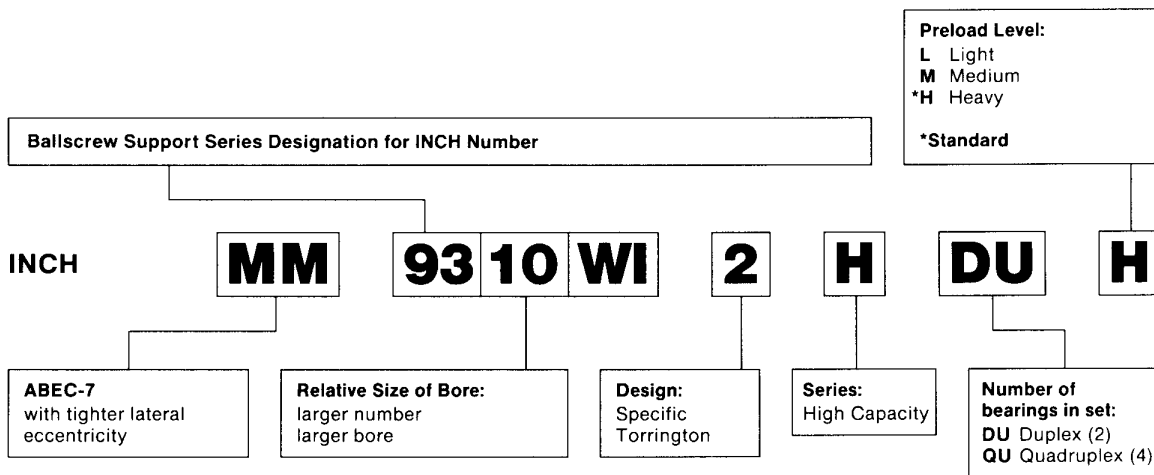 Preload Level:
L Light
M Medium
*H Heavy
*Standard
Ballscrew Support Series Designation for INCH Number
INCH MM 93 10 WI 2 H DU H
ABEC-7
with tighter lateral
eccentricity
Relative Size of Bore:
larger number
larger bore
Design:
Specific
Torrington
Series:
High Capacity
Number of
bearings in set:
DU Duplex (2)
QU Quadruplex (4)